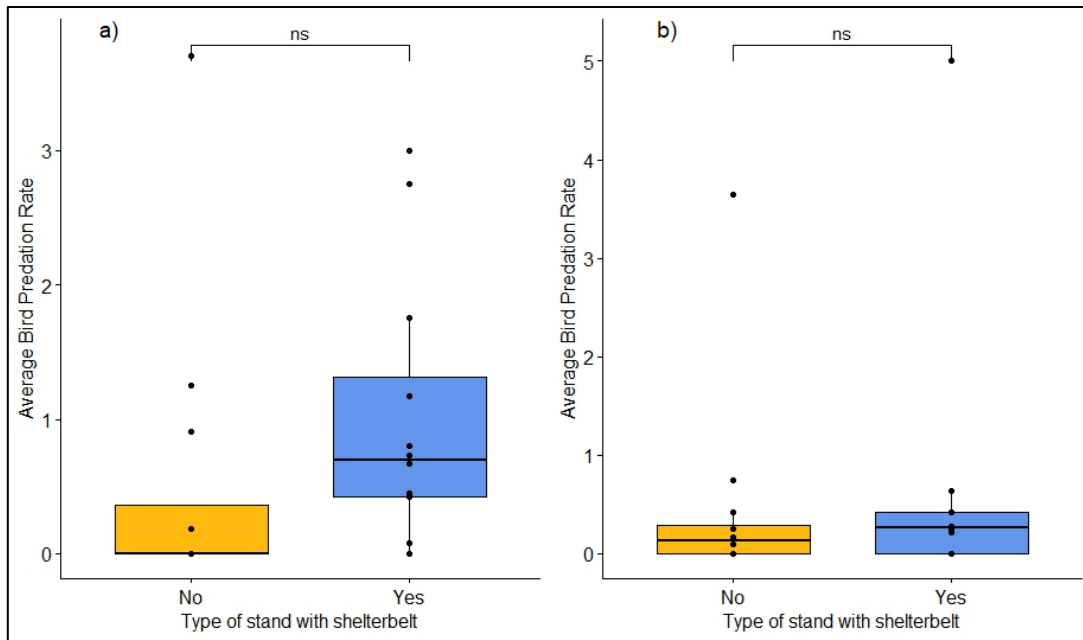 a)
ns
Average Bird Predation Rate
3
2
1
0
No
Yes
Type of stand with shelterbelt
b)
ns
Average Bird Predation Rate
5
4
3
2
1
0
No
Yes
Type of stand with shelterbelt